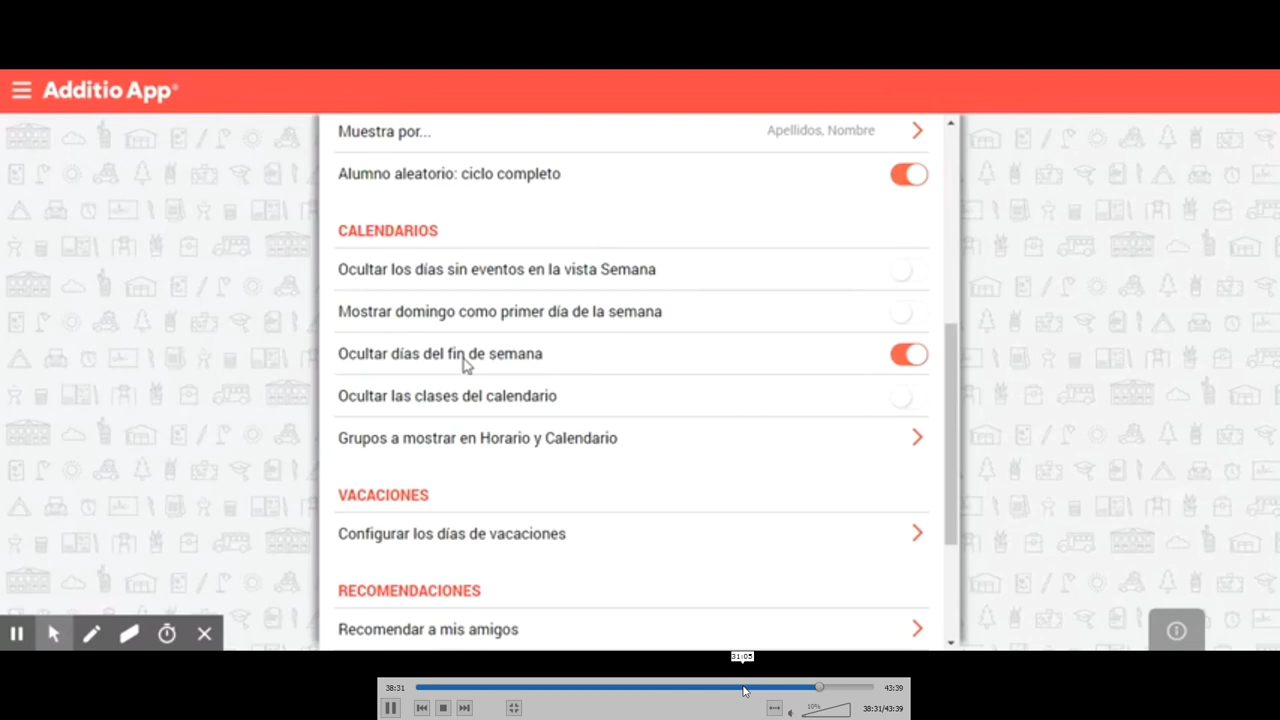 Additio App®
Muestra por... Apellidos, Nombre
Alumno aleatorio: ciclo completo
CALENDARIOS
Ocultar los días sin eventos en la vista Semana
Mostrar domingo como primer día de la semana
Ocultar días del fin de semana
Ocultar las clases del calendario
Grupos a mostrar en Horario y Calendario
VACACIONES
Configurar los días de vacaciones
RECOMENDACIONES
Recomendar a mis amigos
31:05
38:31 43:39
10% 38:31/43:39